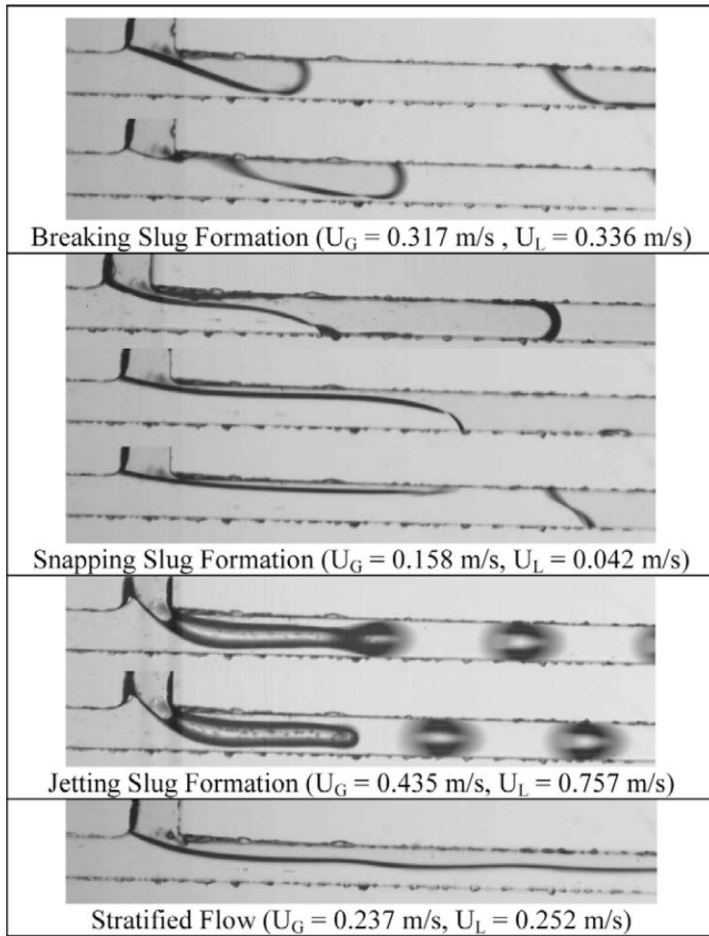 Breaking Slug Formation (U_G = 0.317 m/s , U_L = 0.336 m/s)
Snapping Slug Formation (U_G = 0.158 m/s, U_L = 0.042 m/s)
Jetting Slug Formation (U_G = 0.435 m/s, U_L = 0.757 m/s)
Stratified Flow (U_G = 0.237 m/s, U_L = 0.252 m/s)